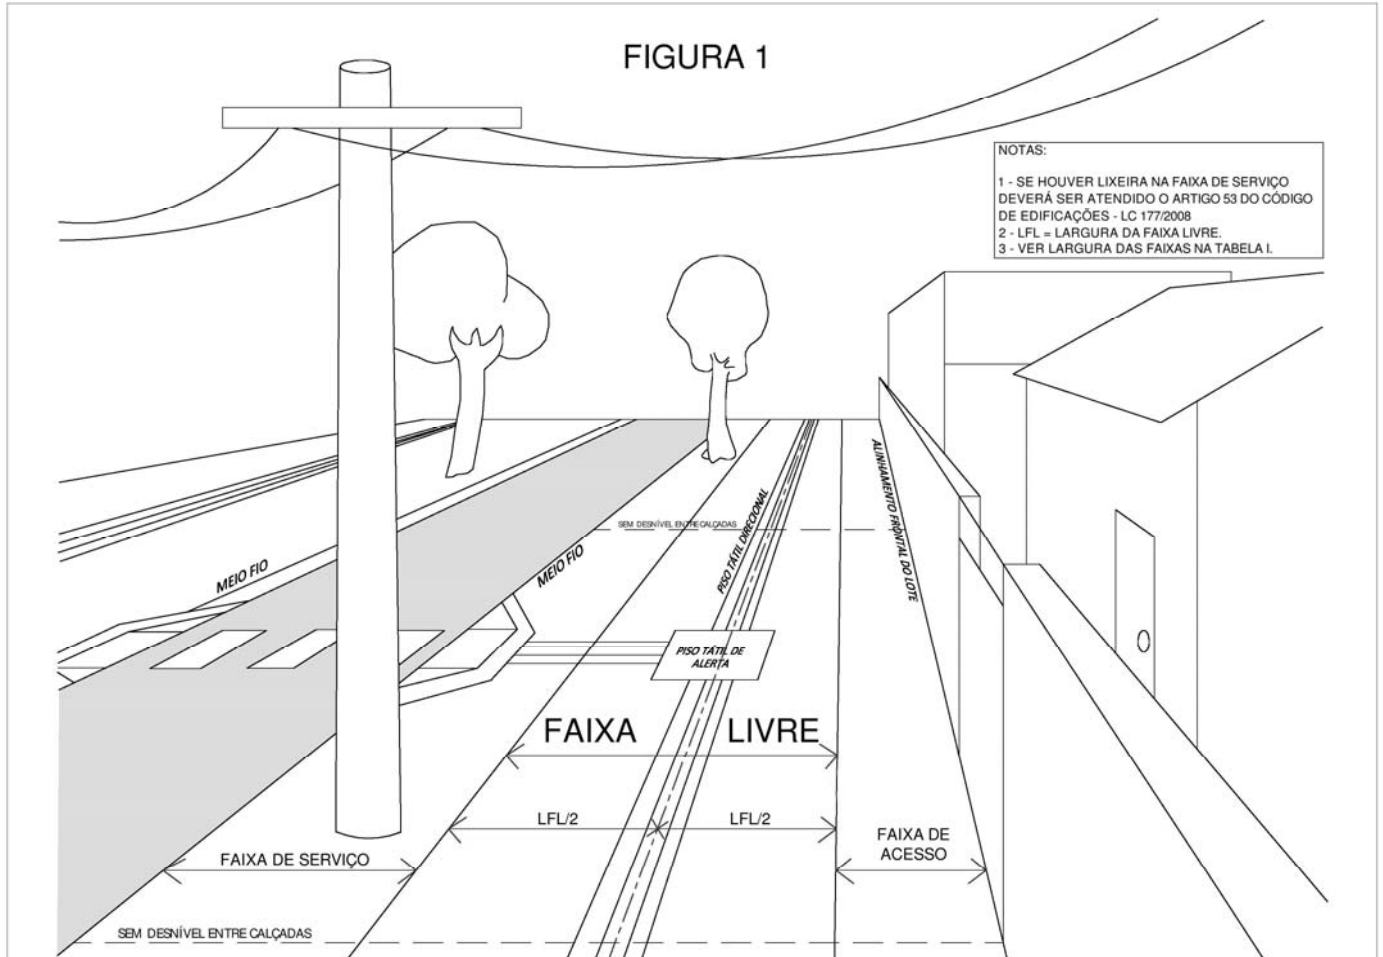 FIGURA 1
NOTAS:
1 - SE HOUVER LIXEIRA NA FAIXA DE SERVIÇO
DEVERÁ SER ATENDIDO O ARTIGO 53 DO CÓDIGO
DE EDIFICAÇÕES - LC 177/2008
2 - LFL = LARGURA DA FAIXA LIVRE.
3 - VER LARGURA DAS FAIXAS NA TABELA I.
ALINHAMENTO FRONTAL DO LOTE
PISO TÁTIL DIRECIONAL
SEM DESNÍVEL ENTRE CALÇADAS
MEIO FIO
MEIO FIO
PISO TÁTIL DE
ALERTA
FAIXA LIVRE
LFL/2
LFL/2
FAIXA DE
ACESSO
FAIXA DE SERVIÇO
SEM DESNÍVEL ENTRE CALÇADAS